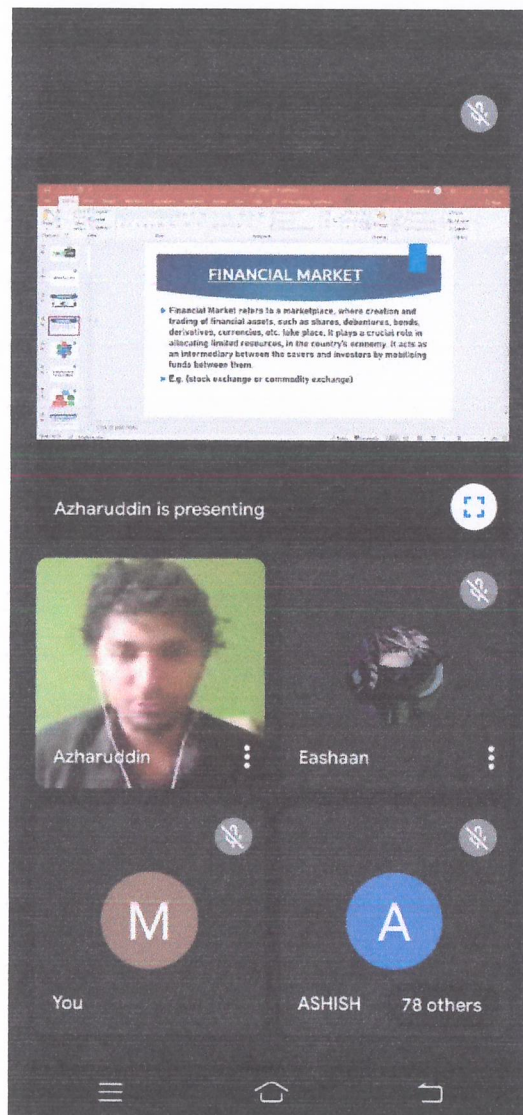 FINANCIAL MARKET
Financial Market refers to a marketplace, where creation and
trading of financial assets, such as shares, debentures, bonds,
derivatives, currencies, etc. take place. It plays a crucial role in
allocating limited resources, in the country's economy. It acts as
an intermediary between the savers and investors by mobilising
funds between them.
E.g. (stock exchange or commodity exchange)
Azharuddin is presenting
Azharuddin
Eashaan
M
You
A
ASHISH
78 others